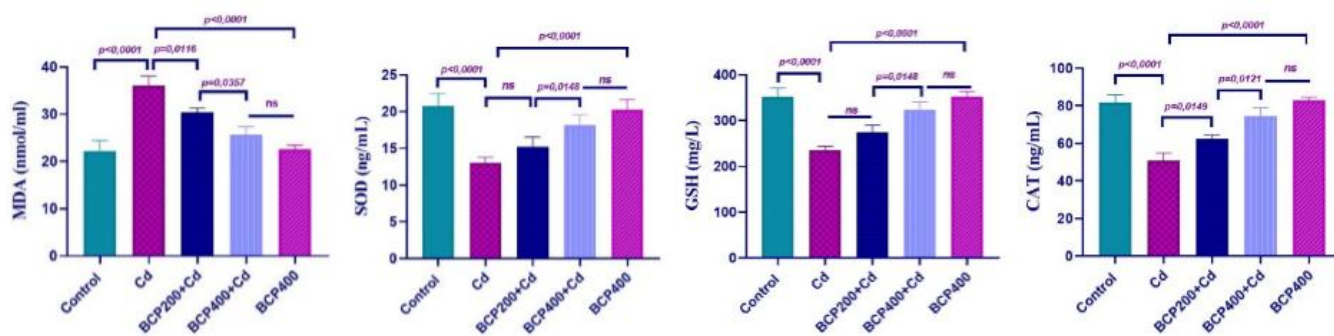 p<0,0001
p<0,0001 p=0,0116
p=0,0357
ns
MDA (nmol/ml)
40
30
20
10
0
Control
Cd
BCP200+Cd
BCP400+Cd
BCP400
p<0,0001
p<0,0001
ns
p=0,0148
ns
SOD (ng/mL)
25
20
15
10
5
0
Control
Cd
BCP200+Cd
BCP400+Cd
BCP400
p<0,0001
p<0,0001
p=0,0148
ns
ns
GSH (mg/L)
400
300
200
100
0
Control
Cd
BCP200+Cd
BCP400+Cd
BCP400
p<0,0001
p<0,0001
p=0,0121
ns
p=0,0149
CAT (ng/mL)
100
80
60
40
20
0
Control
Cd
BCP200+Cd
BCP400+Cd
BCP400